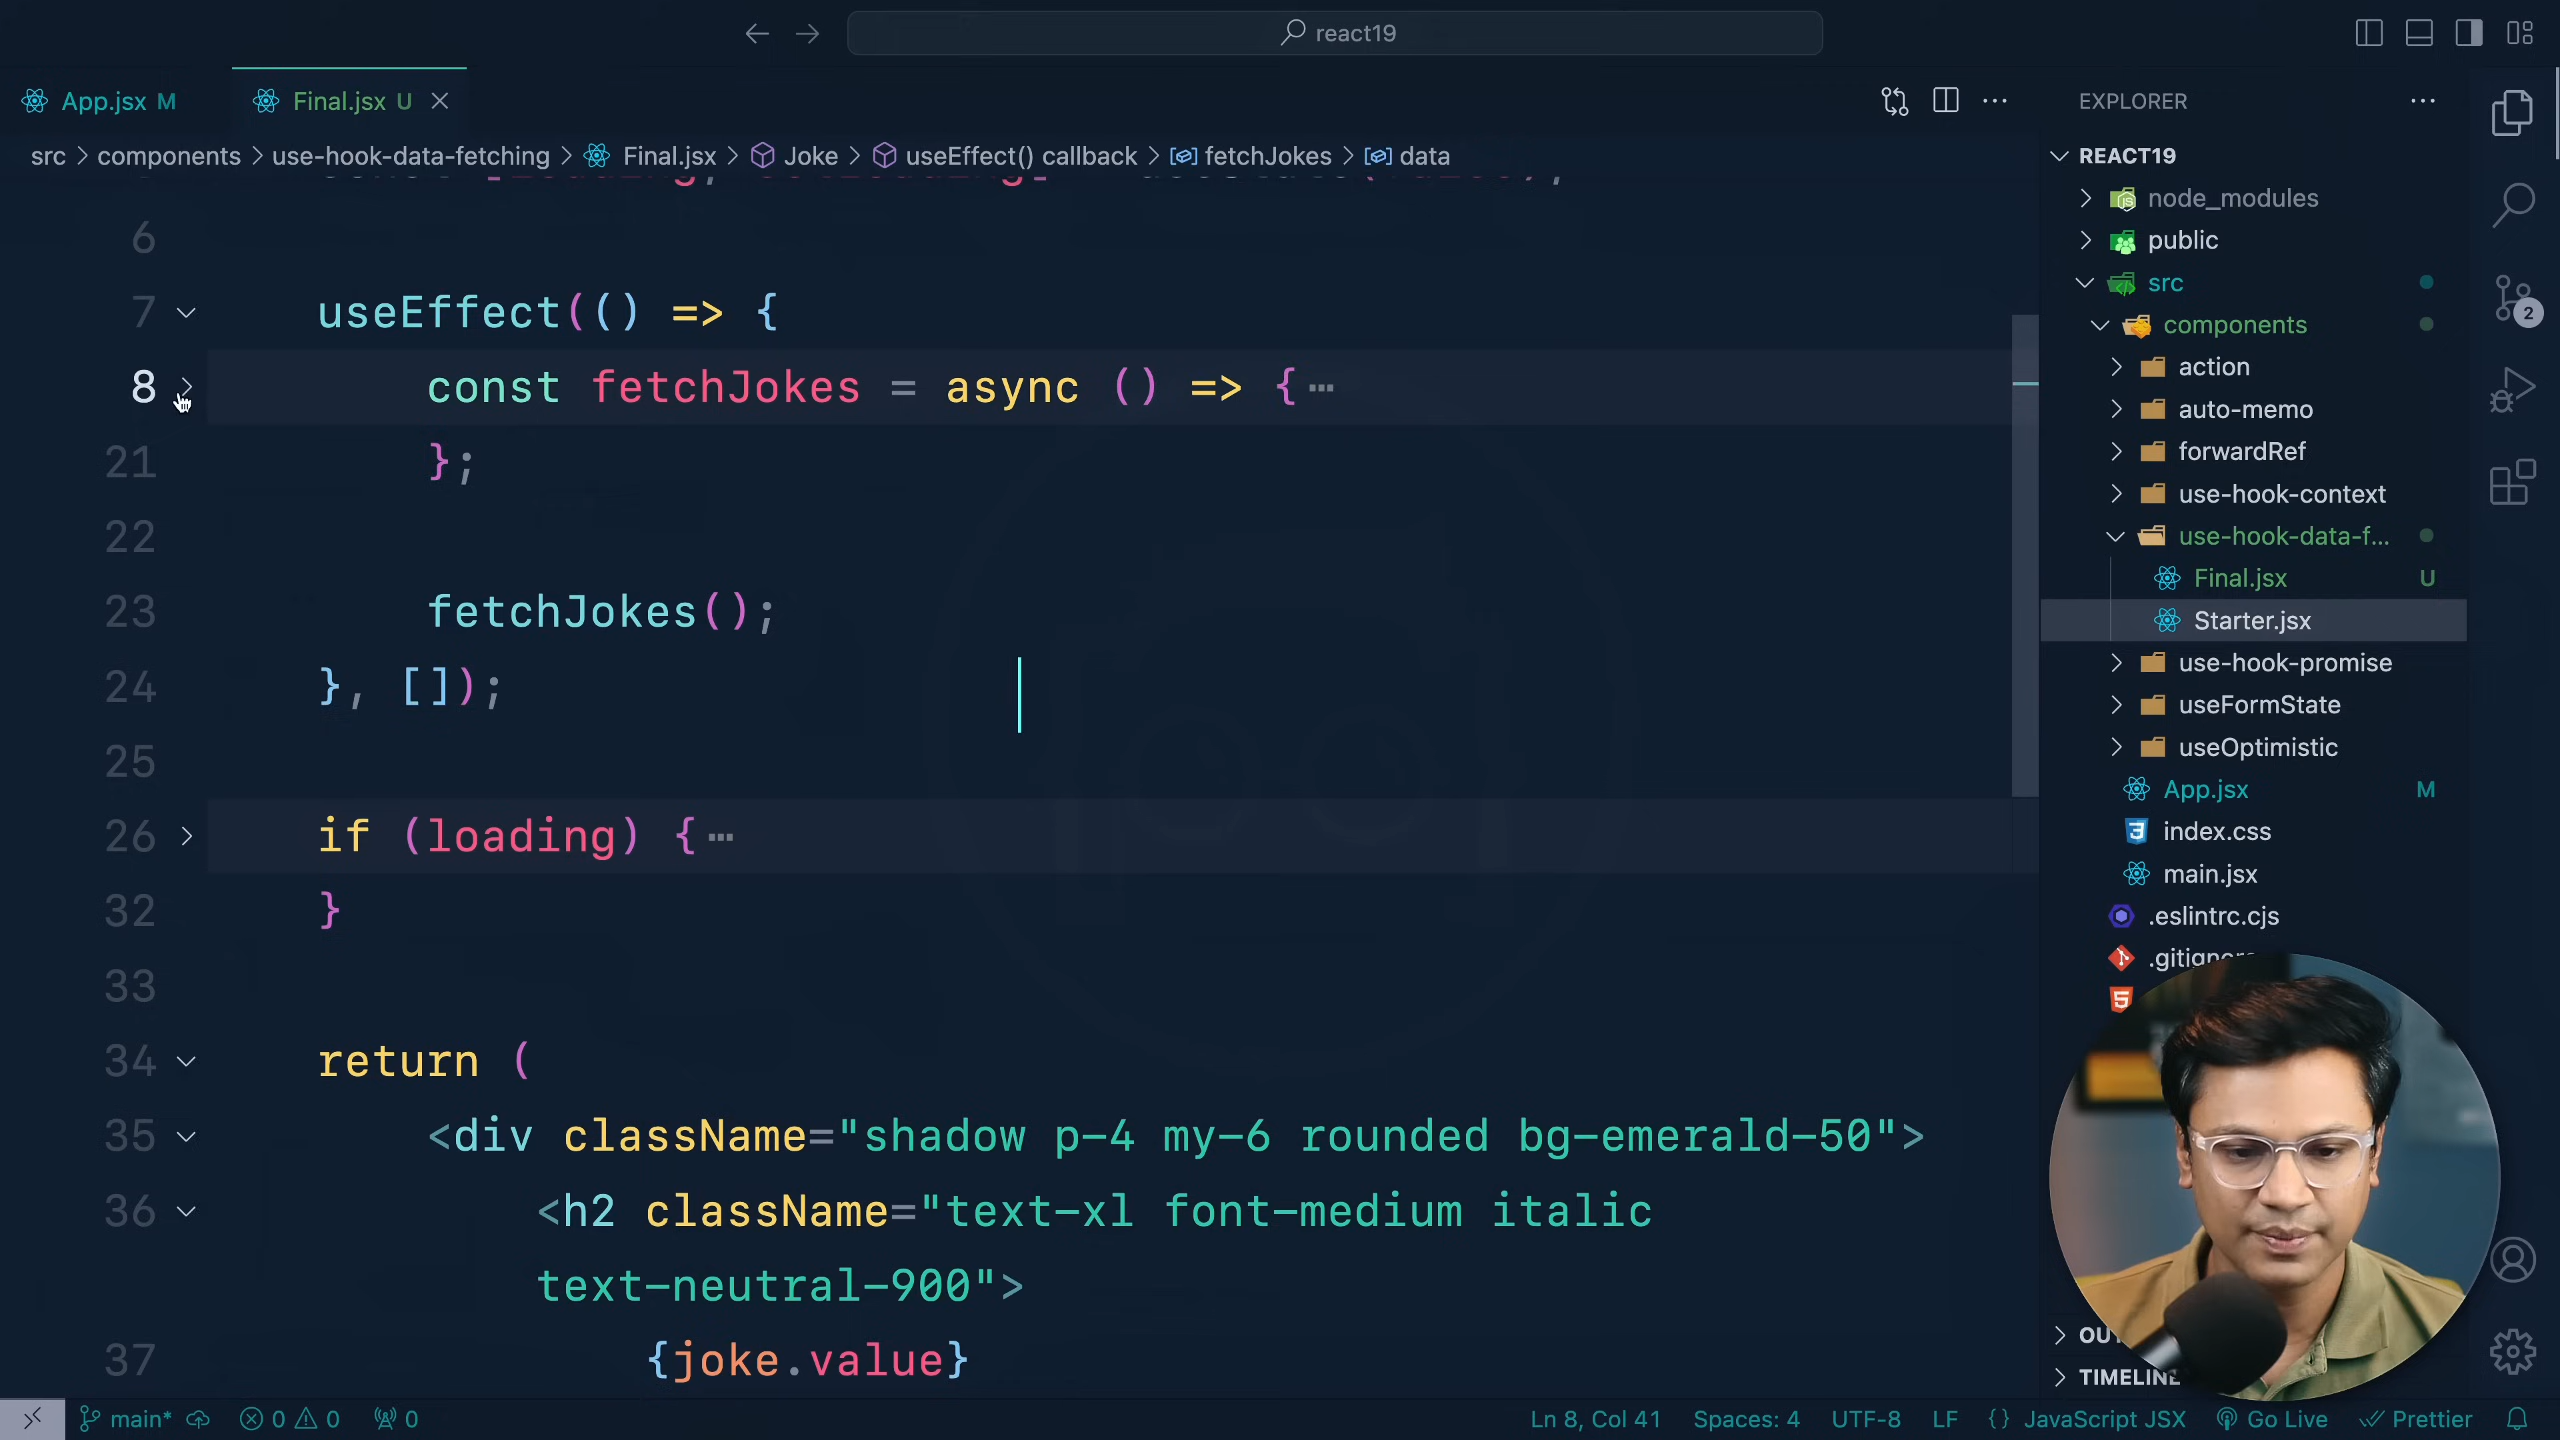 react19
App.jsx M
Final.jsx U
src > components > use-hook-data-fetching > Final.jsx > Joke > useEffect() callback > fetchJokes > data
6
7 useEffect(() => {
8 const fetchJokes = async () => { ⋯
21 };
22
23 fetchJokes();
24 }, []);
25
26 if (loading) { ⋯
32 }
33
34 return (
35 <div className="shadow p-4 my-6 rounded bg-emerald-50">
36 <h2 className="text-xl font-medium italic
text-neutral-900">
37 {joke.value}
EXPLORER
REACT19
node_modules
public
src
components
action
auto-memo
forwardRef
use-hook-context
use-hook-data-f...
Final.jsx U
Starter.jsx
use-hook-promise
useFormState
useOptimistic
App.jsx M
index.css
main.jsx
.eslintrc.cjs
TIMELINE
2
main* 0 0 0
Ln 8, Col 41 Spaces: 4 UTF-8 LF {} JavaScript JSX Go Live Prettier